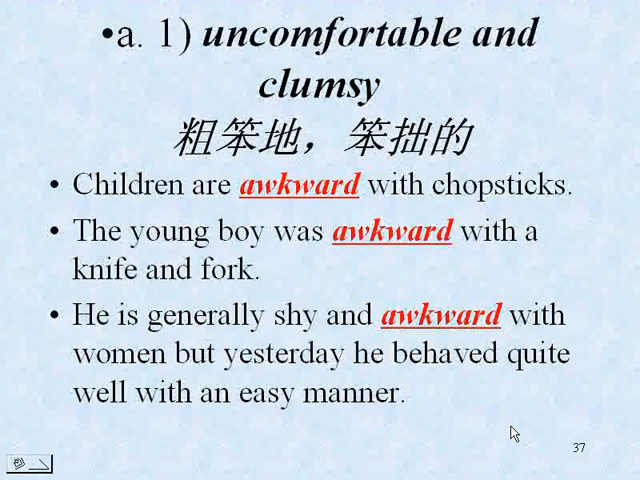 •a. 1) uncomfortable and
clumsy
粗笨地，笨拙的
• Children are awkward with chopsticks.
• The young boy was awkward with a
knife and fork.
• He is generally shy and awkward with
women but yesterday he behaved quite
well with an easy manner.
37